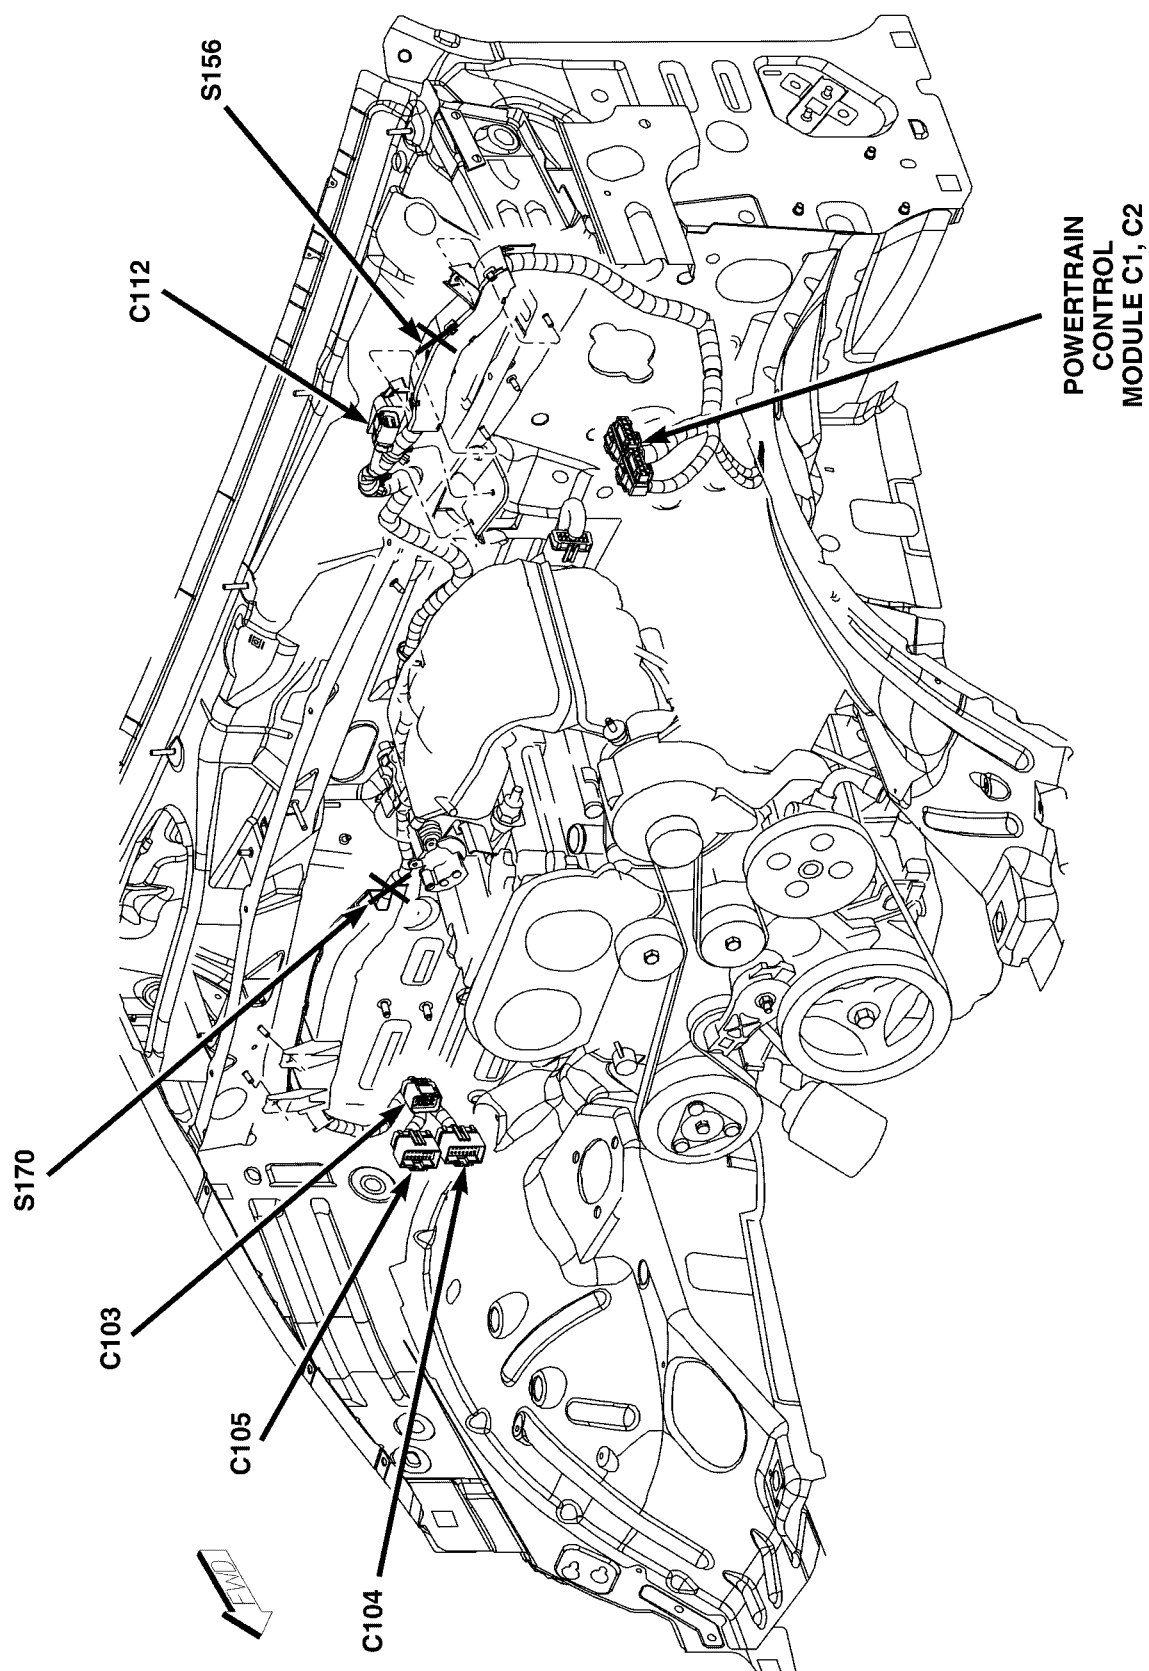 S156
C112
POWERTRAIN
CONTROL
MODULE C1, C2
S170
C103
C105
C104
FWD